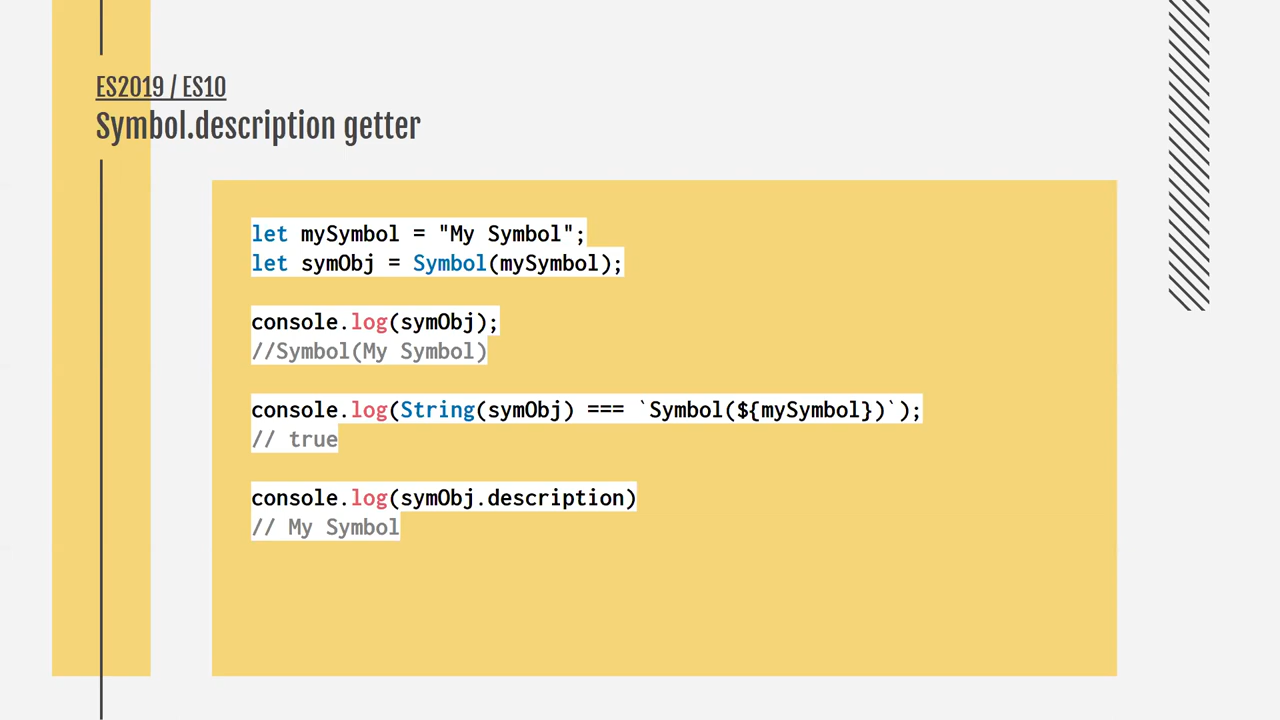 ES2019 / ES10
Symbol.description getter
let mySymbol = "My Symbol";
let symObj = Symbol(mySymbol);
console.log(symObj);
//Symbol(My Symbol)
console.log(String(symObj) === `Symbol(${mySymbol})`);
// true
console.log(symObj.description)
// My Symbol